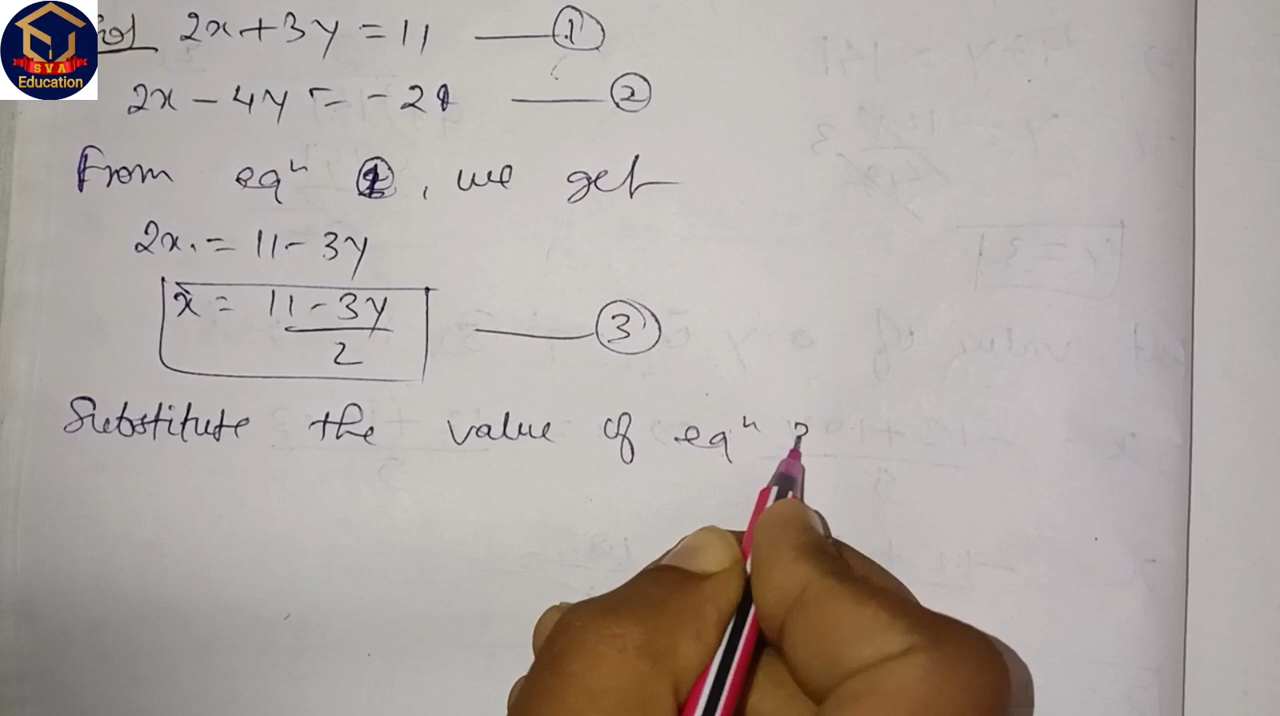 SVA
Education
Sol 2x + 3y = 11 —— ①
2x - 4y = -2
—— ②
From eqⁿ ①, we get
2x = 11 - 3y
x = 11 - 3y
2
—— ③
Substitute the value of eqⁿ